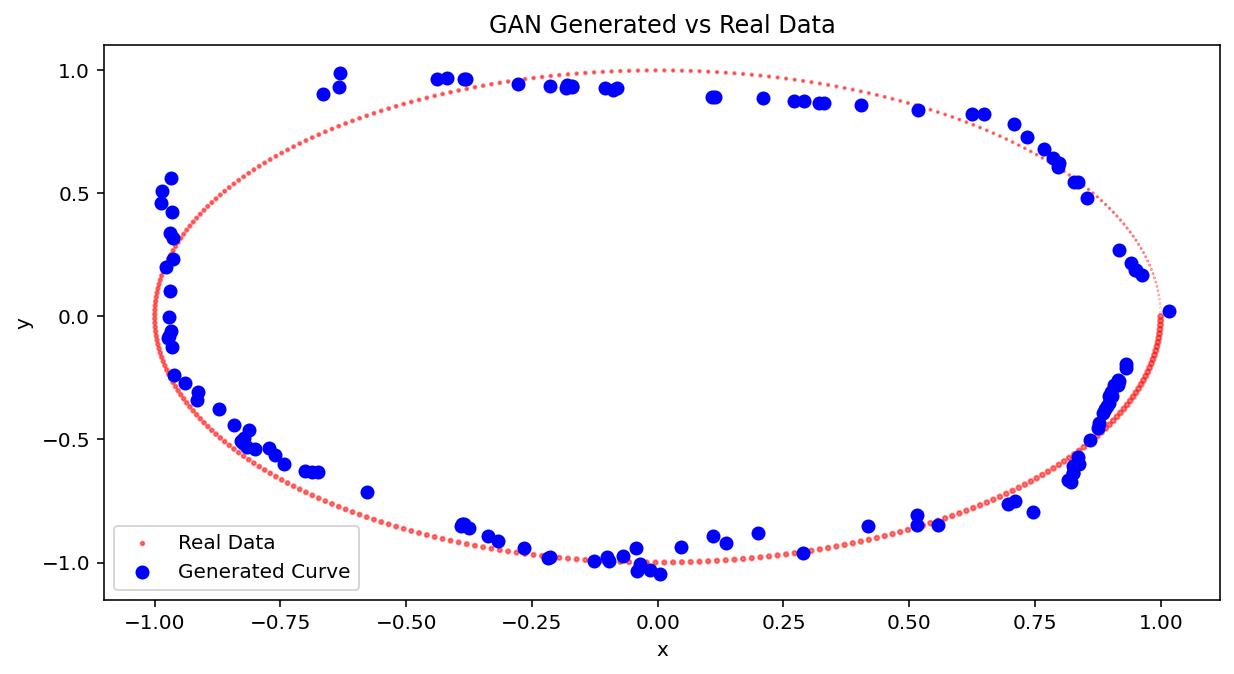 GAN Generated vs Real Data
1.0
0.5
0.0
−0.5
−1.0
y
Real Data
Generated Curve
−1.00 −0.75 −0.50 −0.25 0.00 0.25 0.50 0.75 1.00
x